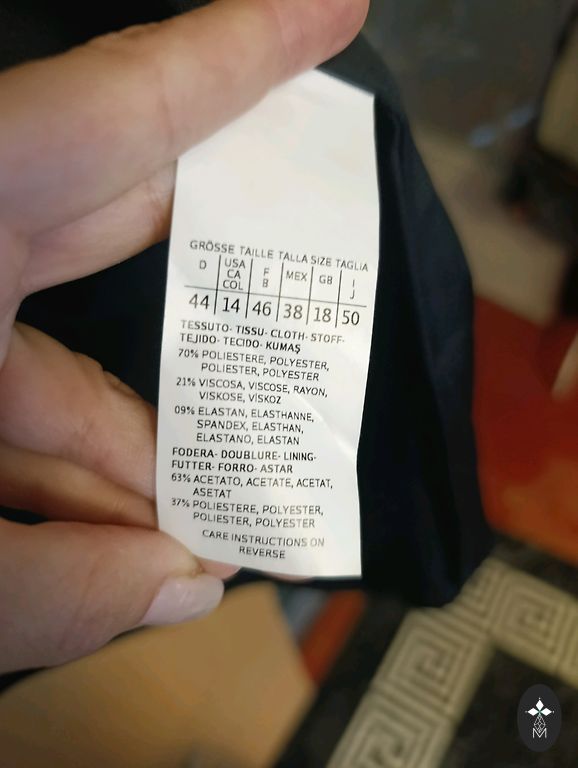 GRÖSSE TAILLE TALLA SIZE TAGLIA
D USA CA COL F B MEX GB I J
44 14 46 38 18 50
TESSUTO- TISSU- CLOTH- STOFF-
TEJIDO- TECIDO- KUMAŞ
70% POLIESTERE, POLYESTER,
POLIESTER, POLYESTER
21% VISCOSA, VISCOSE, RAYON,
VISKOSE, VİSKOZ
09% ELASTAN, ELASTHANNE,
SPANDEX, ELASTHAN,
ELASTANO, ELASTAN
FODERA- DOUBLURE- LINING-
FUTTER- FORRO- ASTAR
63% ACETATO, ACETATE, ACETAT,
ASETAT
37% POLIESTERE, POLYESTER,
POLIESTER, POLYESTER
CARE INSTRUCTIONS ON
REVERSE
M